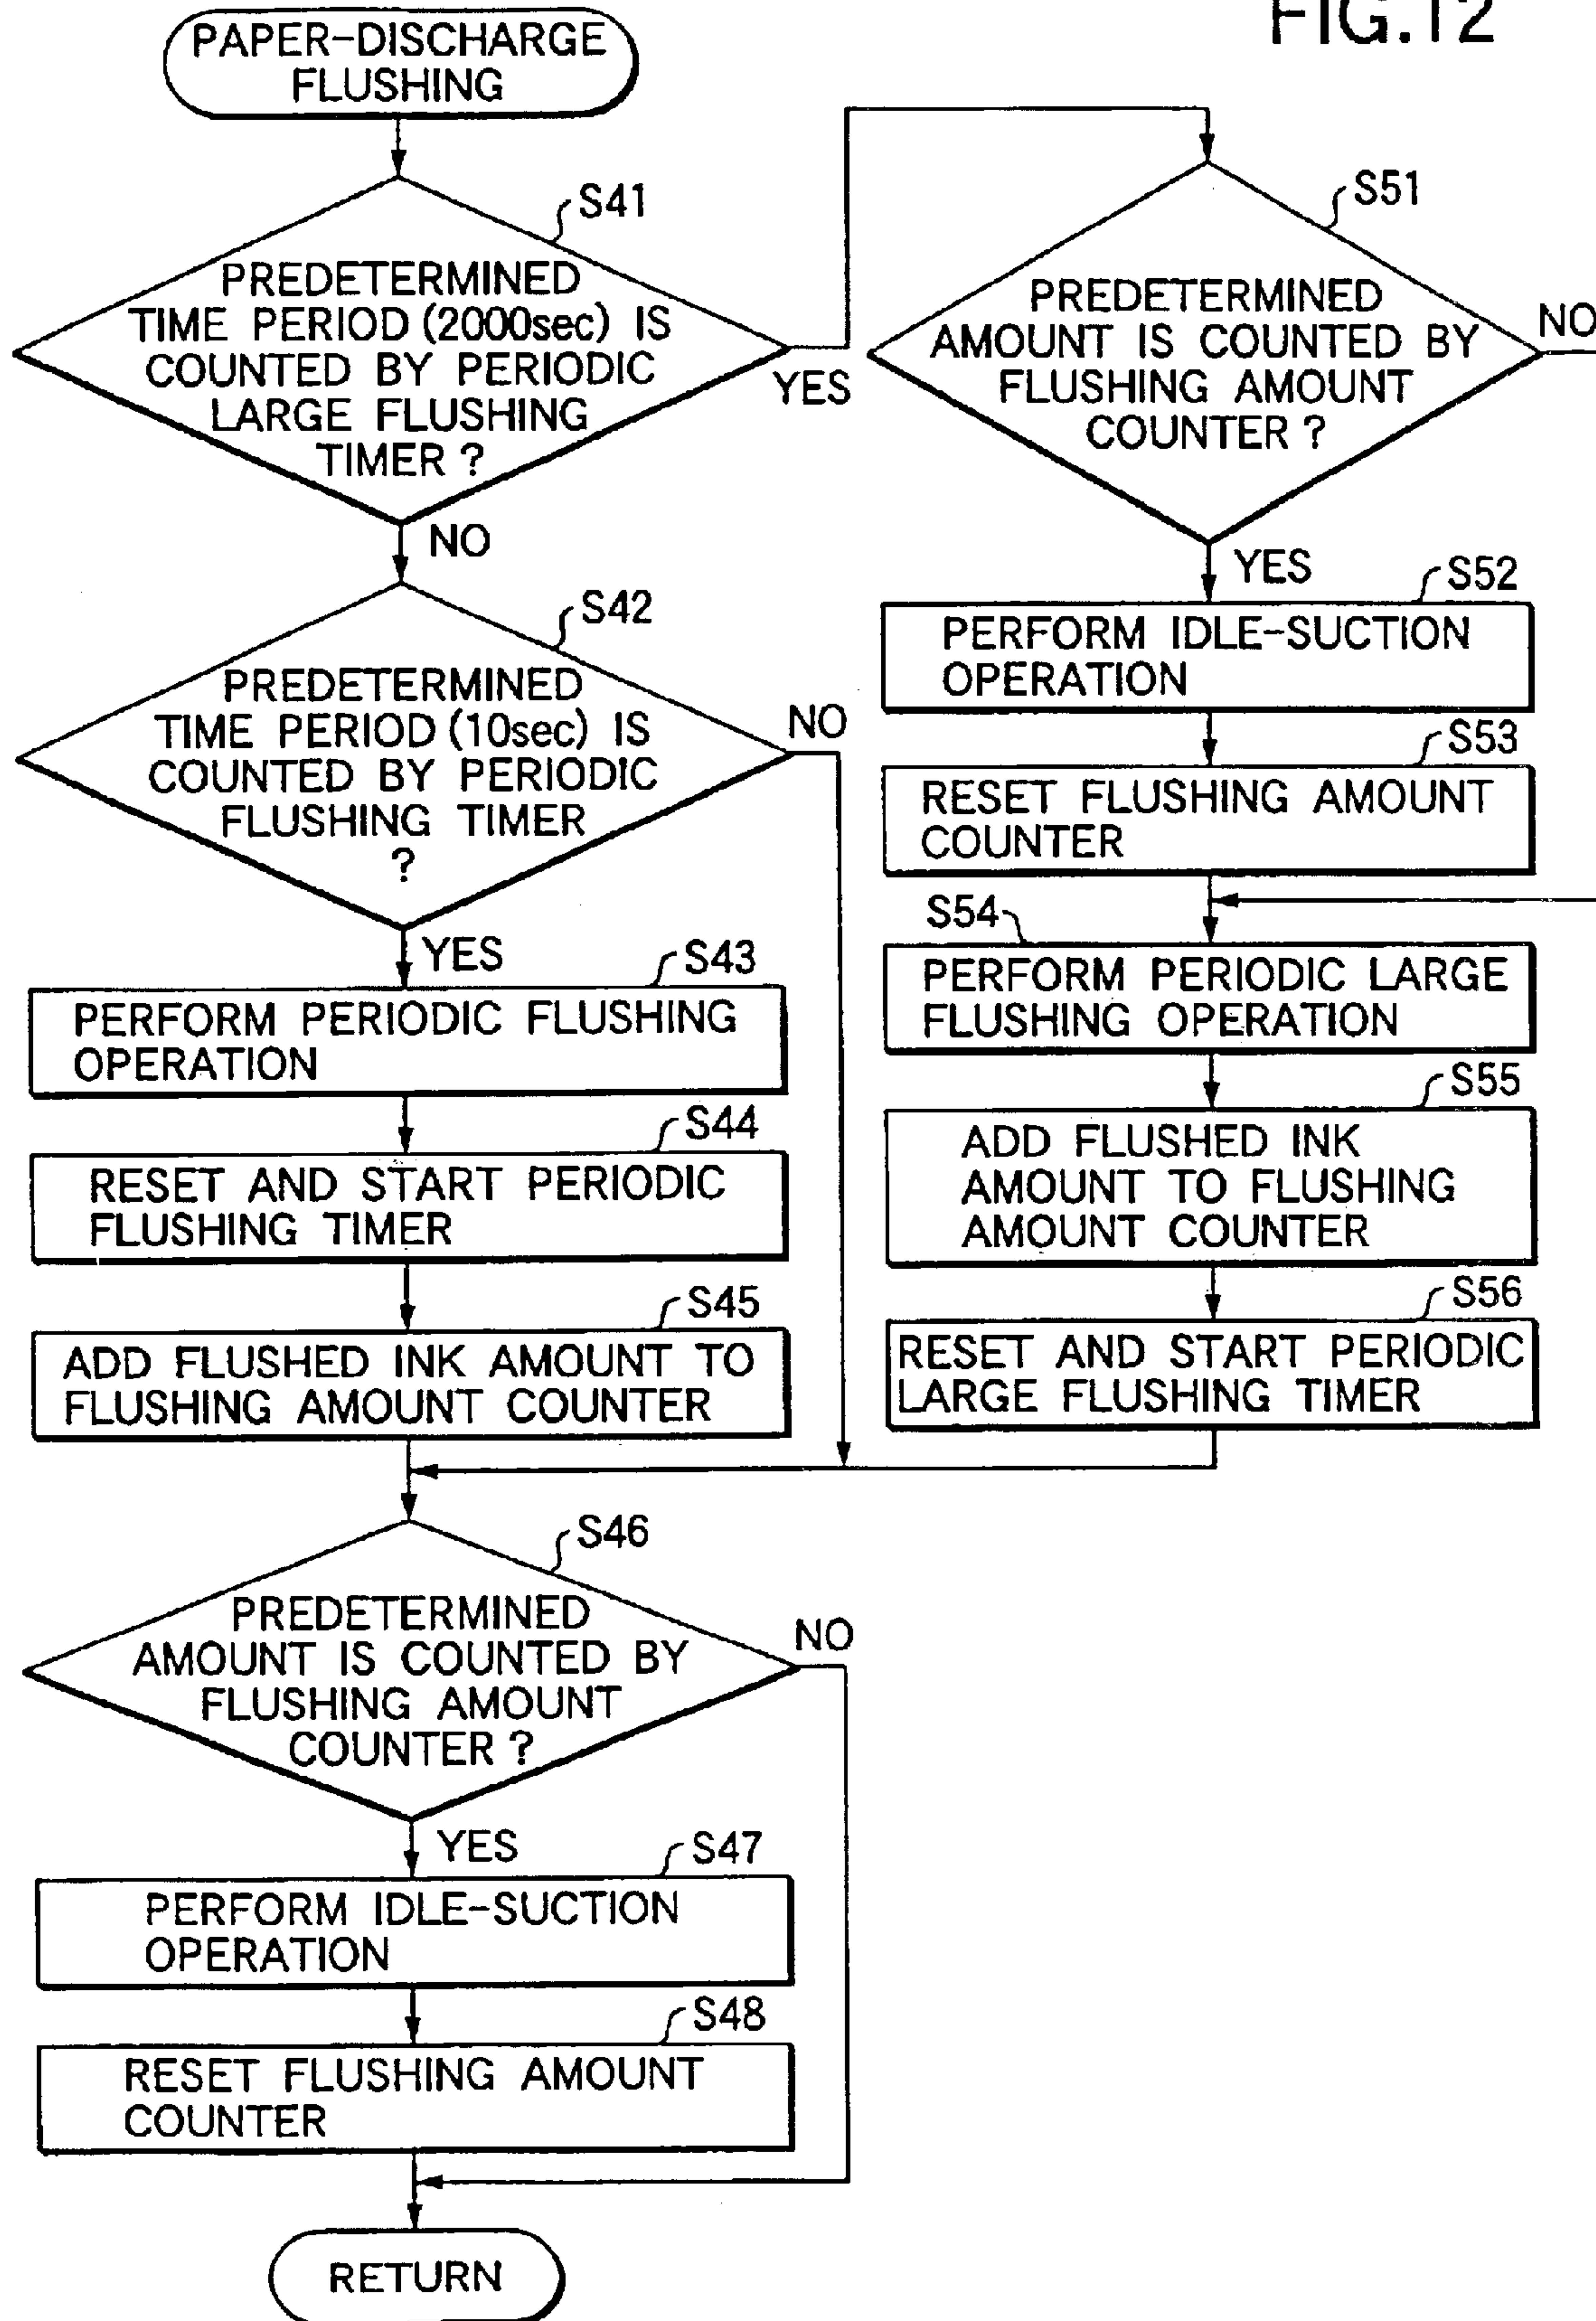 FIG.12
PAPER-DISCHARGE
FLUSHING
S41
PREDETERMINED
TIME PERIOD (2000sec) IS
COUNTED BY PERIODIC
LARGE FLUSHING
TIMER ?
YES
NO
S42
PREDETERMINED
TIME PERIOD (10sec) IS
COUNTED BY PERIODIC
FLUSHING TIMER
?
NO
YES
S43
PERFORM PERIODIC FLUSHING
OPERATION
S44
RESET AND START PERIODIC
FLUSHING TIMER
S45
ADD FLUSHED INK AMOUNT TO
FLUSHING AMOUNT COUNTER
S46
PREDETERMINED
AMOUNT IS COUNTED BY
FLUSHING AMOUNT
COUNTER ?
NO
YES
S47
PERFORM IDLE-SUCTION
OPERATION
S48
RESET FLUSHING AMOUNT
COUNTER
RETURN
S51
PREDETERMINED
AMOUNT IS COUNTED BY
FLUSHING AMOUNT
COUNTER ?
NO
YES
S52
PERFORM IDLE-SUCTION
OPERATION
S53
RESET FLUSHING AMOUNT
COUNTER
S54
PERFORM PERIODIC LARGE
FLUSHING OPERATION
S55
ADD FLUSHED INK
AMOUNT TO FLUSHING
AMOUNT COUNTER
S56
RESET AND START PERIODIC
LARGE FLUSHING TIMER